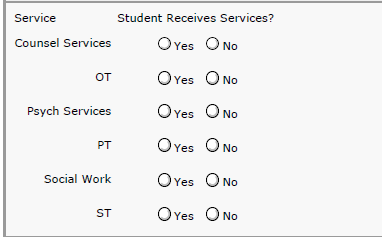 Service Student Receives Services?
Counsel Services Yes No
OT Yes No
Psych Services Yes No
PT Yes No
Social Work Yes No
ST Yes No